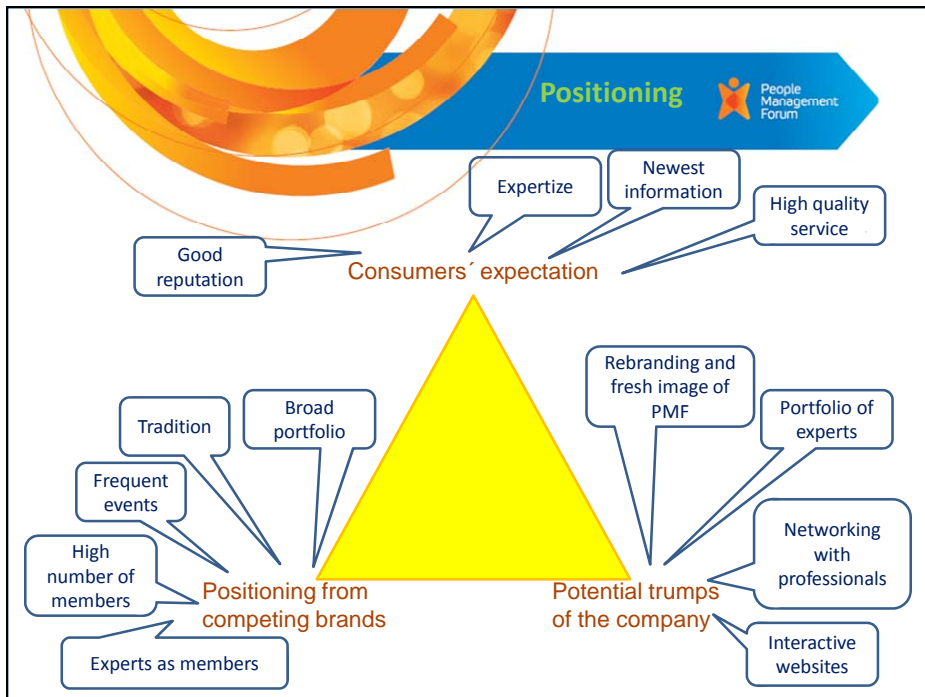 Positioning
People
Management
Forum
Newest
information
Expertize
High quality
service
Good
reputation
Consumers´ expectation
Rebranding and
fresh image of
PMF
Broad
portfolio
Portfolio of
experts
Tradition
Frequent
events
Networking
with
professionals
High
number of
members
Positioning from
competing brands
Potential trumps
of the company
Experts as members
Interactive
websites